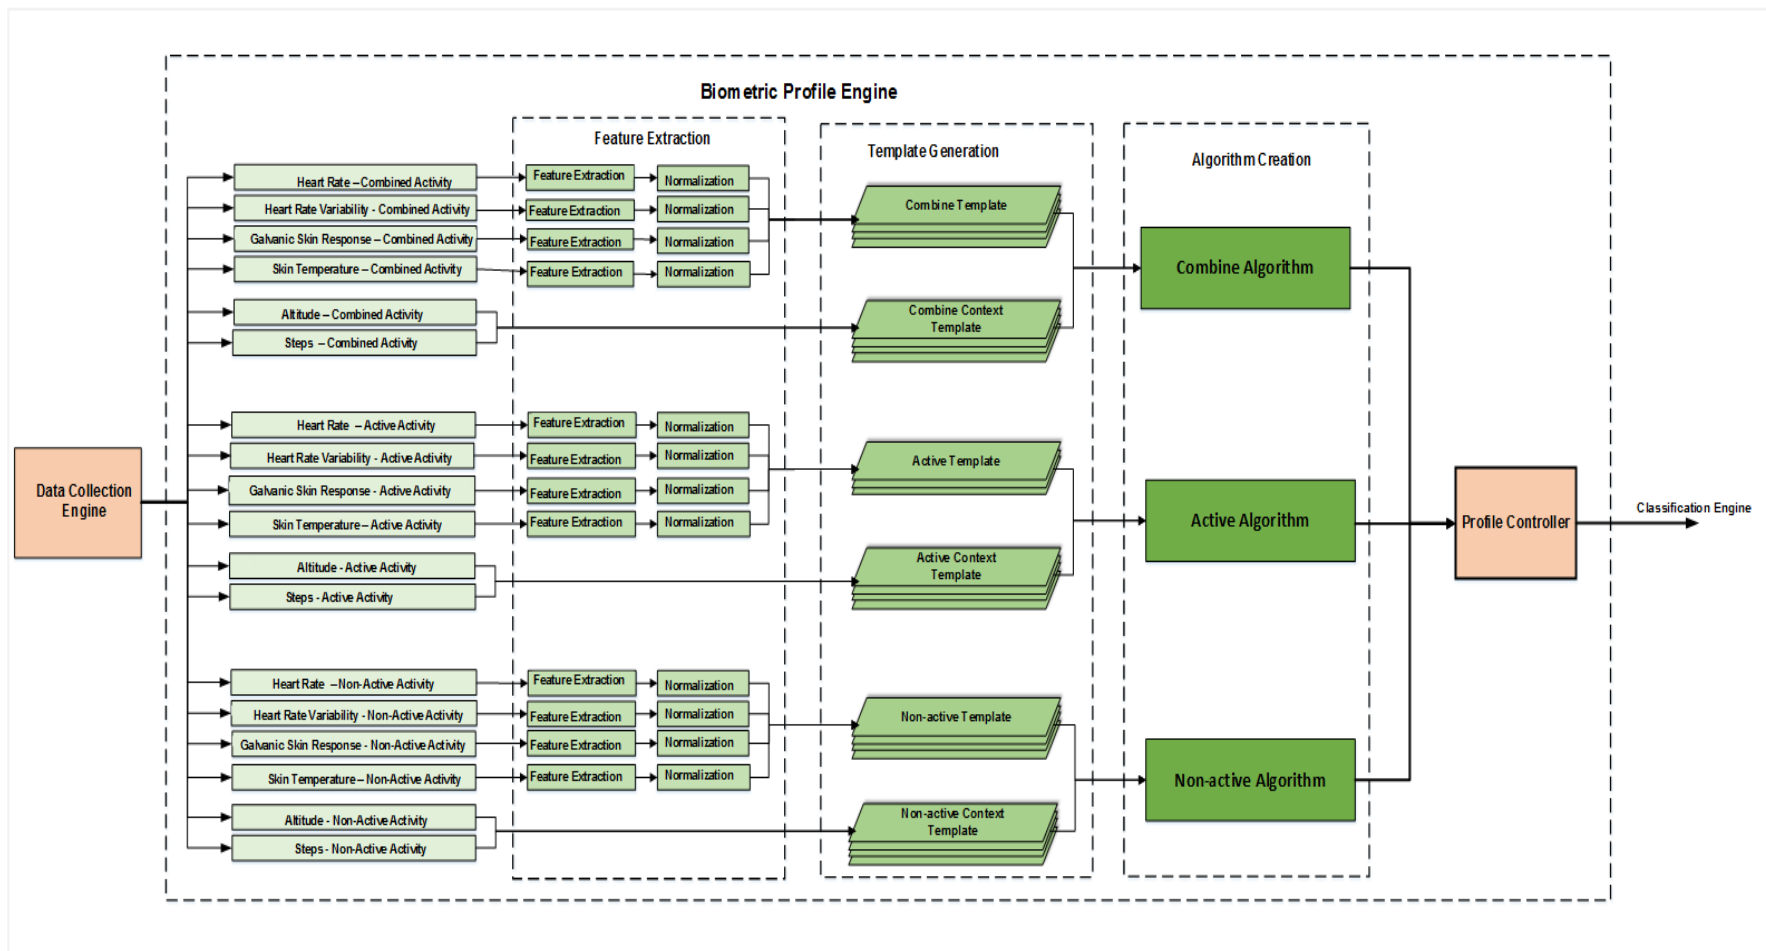 Biometric Profile Engine
Feature Extraction
Template Generation
Algorithm Creation
Heart Rate – Combined Activity
Feature Extraction
Normalization
Heart Rate Variability - Combined Activity
Feature Extraction
Normalization
Galvanic Skin Response – Combined Activity
Feature Extraction
Normalization
Skin Temperature – Combined Activity
Feature Extraction
Normalization
Combine Template
Combine Algorithm
Altitude – Combined Activity
Steps – Combined Activity
Combine Context
Template
Heart Rate – Active Activity
Feature Extraction
Normalization
Heart Rate Variability - Active Activity
Feature Extraction
Normalization
Galvanic Skin Response - Active Activity
Feature Extraction
Normalization
Skin Temperature – Active Activity
Feature Extraction
Normalization
Active Template
Data Collection
Engine
Active Algorithm
Profile Controller
Classification Engine
Altitude - Active Activity
Steps - Active Activity
Active Context
Template
Heart Rate – Non-Active Activity
Feature Extraction
Normalization
Heart Rate Variability - Non-Active Activity
Feature Extraction
Normalization
Galvanic Skin Response - Non-Active Activity
Feature Extraction
Normalization
Skin Temperature – Non-Active Activity
Feature Extraction
Normalization
Non-active Template
Non-active Algorithm
Altitude - Non-Active Activity
Steps - Non-Active Activity
Non-active Context
Template